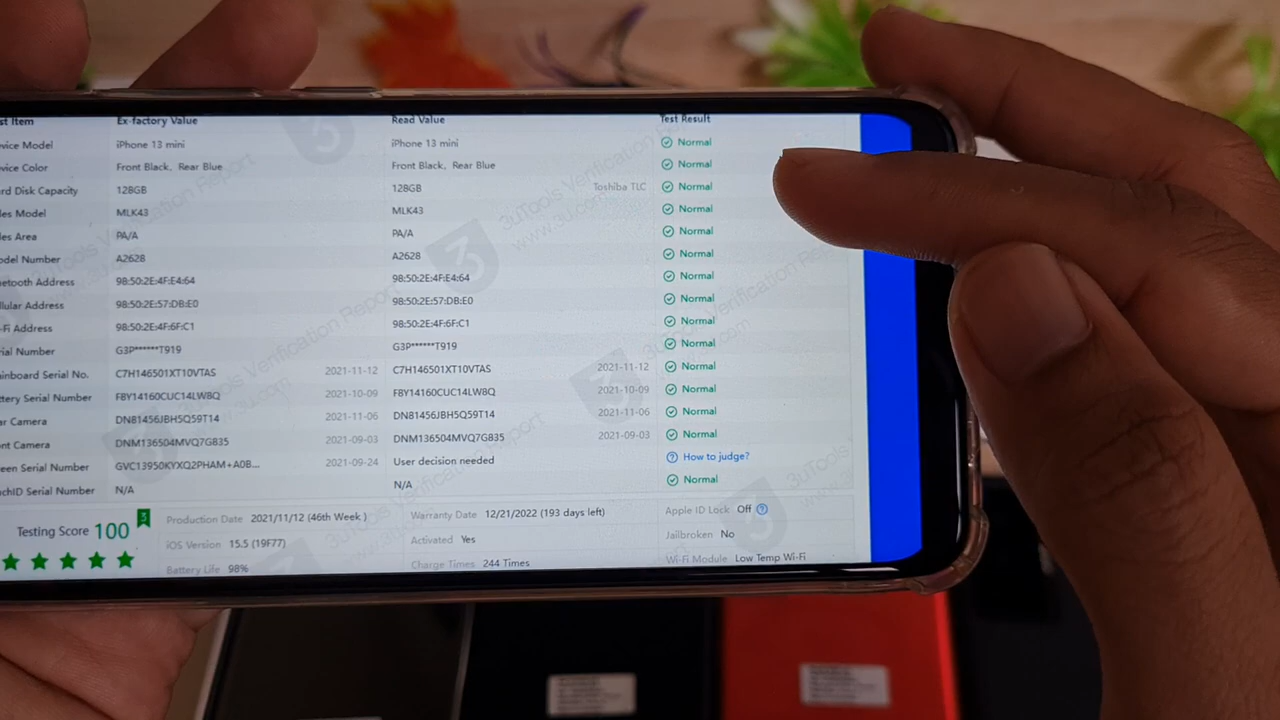 st Item Ex-factory Value Read Value Test Result
vice Model iPhone 13 mini iPhone 13 mini Normal
vice Color Front Black, Rear Blue Front Black, Rear Blue Normal
rd Disk Capacity 128GB 128GB Toshiba TLC Normal
les Model MLK43 MLK43 Normal
les Area PA/A PA/A Normal
odel Number A2628 A2628 Normal
etooth Address 98:50:2E:4F:E4:64 98:50:2E:4F:E4:64 Normal
llular Address 98:50:2E:57:DB:E0 98:50:2E:57:DB:E0 Normal
-Fi Address 98:50:2E:4F:6F:C1 98:50:2E:4F:6F:C1 Normal
rial Number G3P******T919 G3P******T919 Normal
inboard Serial No. C7H146501XT10VTAS 2021-11-12 C7H146501XT10VTAS 2021-11-12 Normal
ttery Serial Number F8Y14160CUC14LW8Q 2021-10-09 F8Y14160CUC14LW8Q 2021-10-09 Normal
ar Camera DN81456JBH5Q59T14 2021-11-06 DN81456JBH5Q59T14 2021-11-06 Normal
nt Camera DNM136504MVQ7G835 2021-09-03 DNM136504MVQ7G835 2021-09-03 Normal
een Serial Number GVC13950KYXQ2PHAM+A0B... 2021-09-24 User decision needed How to judge?
uchID Serial Number N/A N/A Normal
Testing Score 100 Production Date 2021/11/12 (46th Week) Warranty Date 12/21/2022 (193 days left) Apple ID Lock Off
iOS Version 15.5 (19F77) Activated Yes Jailbroken No
Battery Life 98% Charge Times 244 Times Wi-Fi Module Low Temp Wi-Fi
3uTools Verification Report
www.3u.com